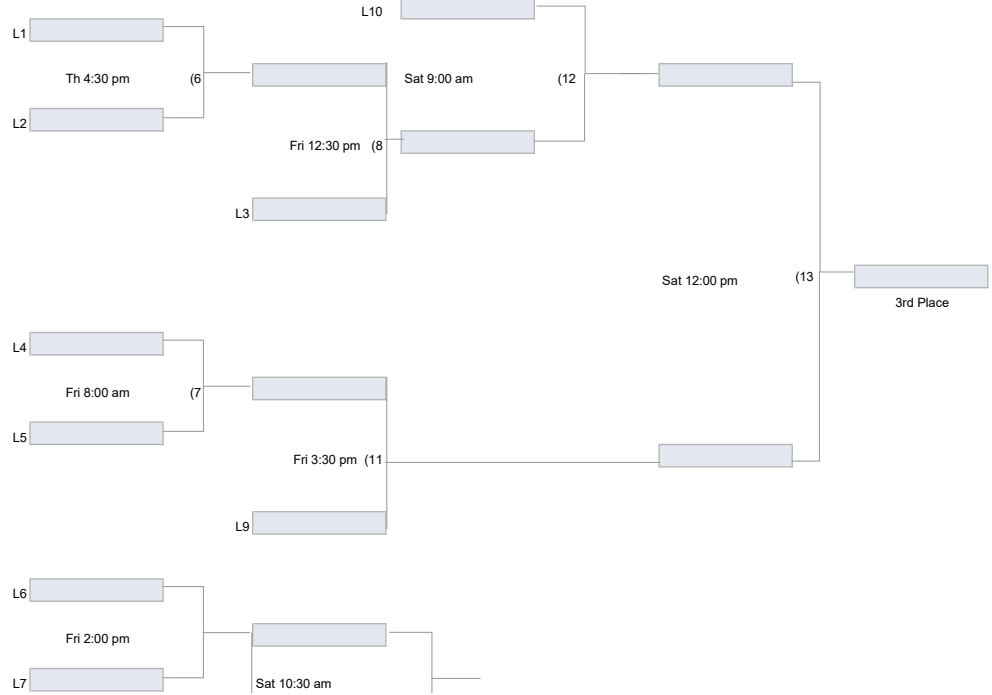 L10
L1
Th 4:30 pm (6
Sat 9:00 am (12
L2
Fri 12:30 pm (8
L3
Sat 12:00 pm (13
3rd Place
L4
Fri 8:00 am (7
L5
Fri 3:30 pm (11
L9
L6
Fri 2:00 pm
L7
Sat 10:30 am